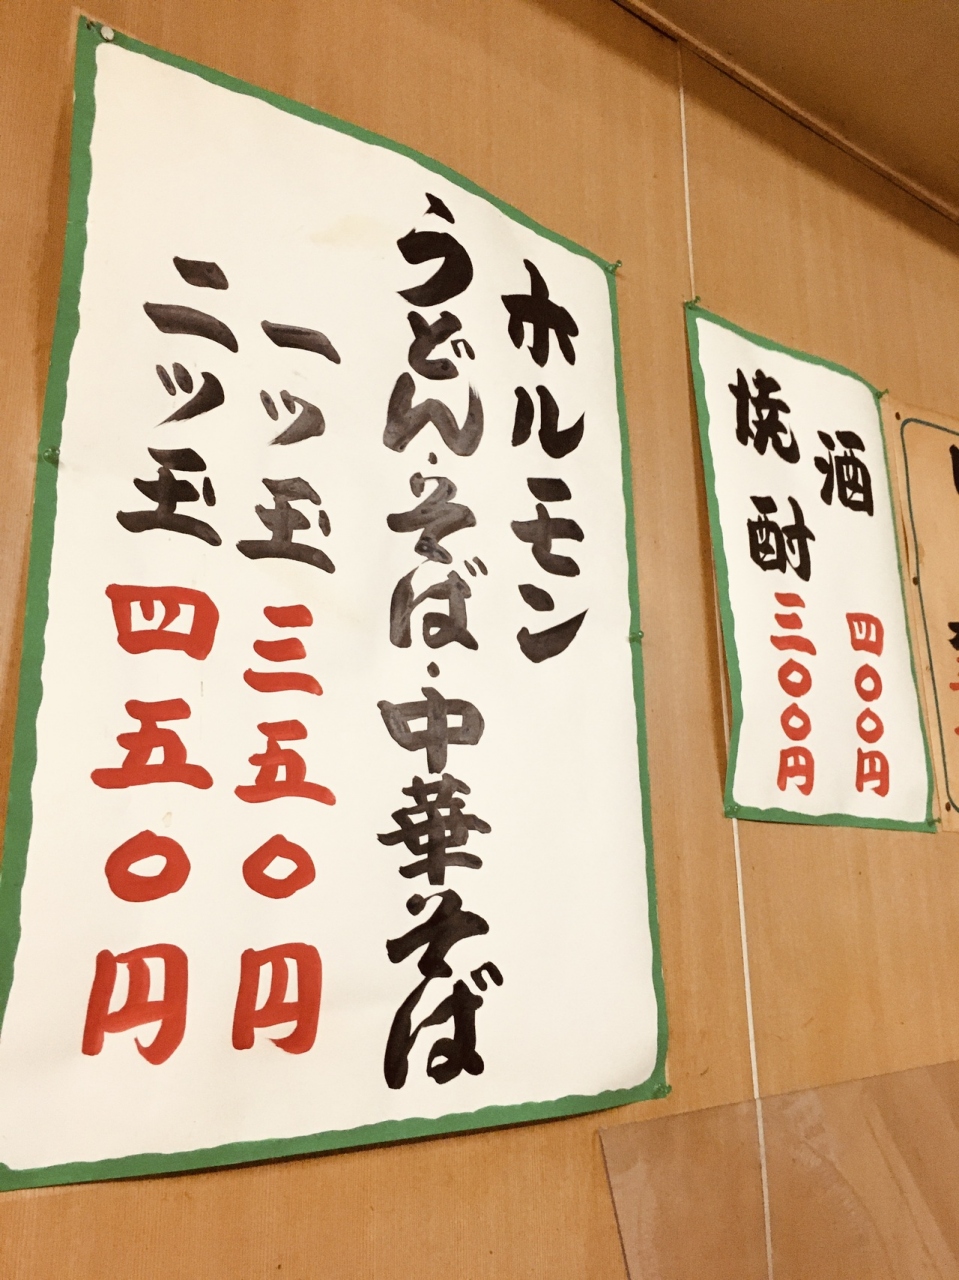 ホルモン
うどん・そば・中華そば
一ッ玉 三五〇円
二ッ玉 四五〇円
酒 四〇〇円
焼酎 三〇〇円